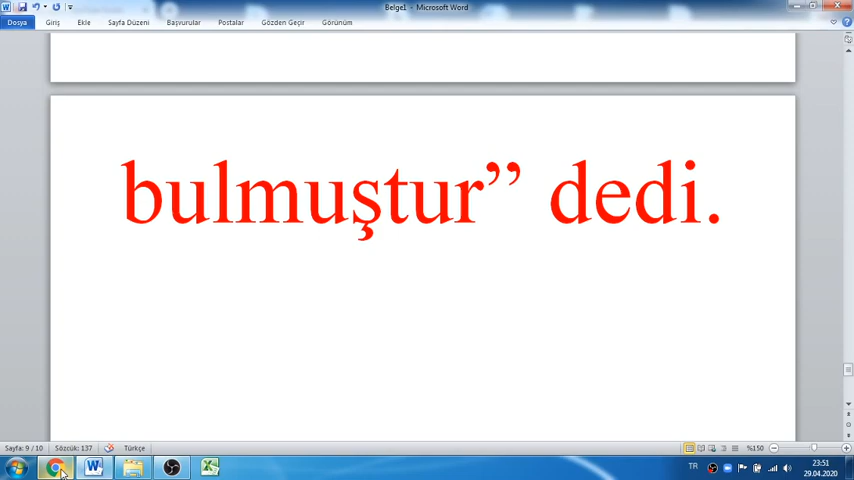 Belge1 - Microsoft Word
Dosya Giriş Ekle Sayfa Düzeni Başvurular Postalar Gözden Geçir Görünüm
bulmuştur” dedi.
Sayfa: 9 / 10 Sözcük: 137 Türkçe %150
TR 23:51
29.04.2020